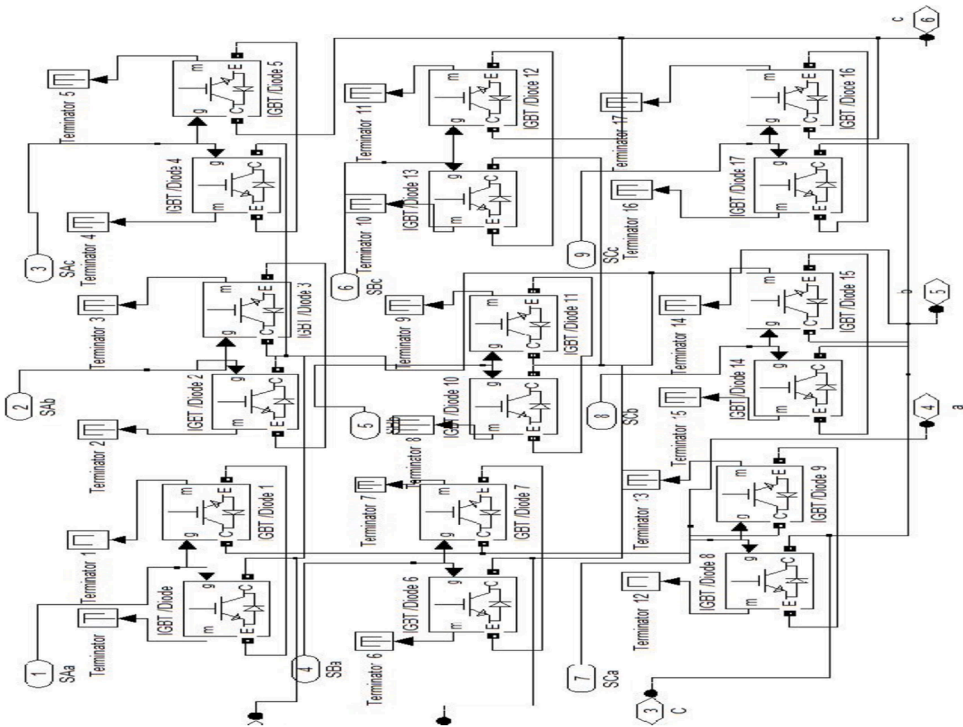 1
SAa
2
SAb
3
SAc
Terminator
Terminator 1
Terminator 2
Terminator 3
Terminator 4
Terminator 5
m
g
E
C
IGBT /Diode
g
m
C
E
IGBT /Diode 1
m
g
E
C
IGBT /Diode 2
g
m
C
E
IGBT /Diode 3
m
g
E
C
IGBT /Diode 4
g
m
C
E
IGBT /Diode 5
4
SBa
5
6
SBc
Terminator 6
Terminator 7
Terminator 8
Terminator 9
Terminator 10
Terminator 11
m
g
E
C
IGBT /Diode 6
g
m
C
E
IGBT /Diode 7
m
g
E
C
IGBT /Diode 10
g
m
C
E
IGBT /Diode 11
m
g
E
C
IGBT /Diode 13
g
m
C
E
IGBT /Diode 12
7
SCa
8
SCb
9
SCc
Terminator 12
Terminator 13
Terminator 15
Terminator 14
Terminator 16
erminator 17
m
g
E
C
IGBT /Diode 8
g
m
C
E
IGBT /Diode 9
m
g
E
C
IGBT /Diode 14
g
m
C
E
IGBT /Diode 15
m
g
E
C
IGBT /Diode 17
g
m
C
E
IGBT /Diode 16
3
C
4
a
5
b
6
c